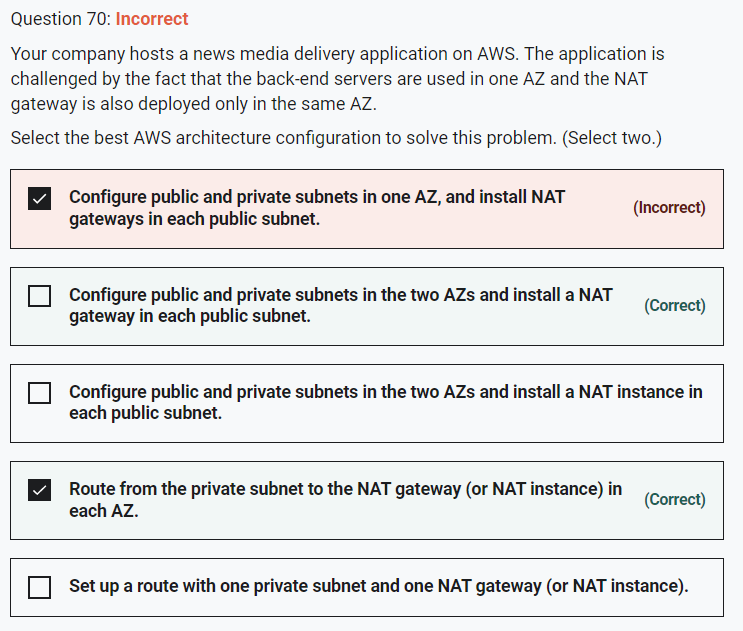 Question 70: Incorrect
Your company hosts a news media delivery application on AWS. The application is
challenged by the fact that the back-end servers are used in one AZ and the NAT
gateway is also deployed only in the same AZ.
Select the best AWS architecture configuration to solve this problem. (Select two.)
Configure public and private subnets in one AZ, and install NAT
gateways in each public subnet.
(Incorrect)
Configure public and private subnets in the two AZs and install a NAT
gateway in each public subnet.
(Correct)
Configure public and private subnets in the two AZs and install a NAT instance in
each public subnet.
Route from the private subnet to the NAT gateway (or NAT instance) in
each AZ.
(Correct)
Set up a route with one private subnet and one NAT gateway (or NAT instance).